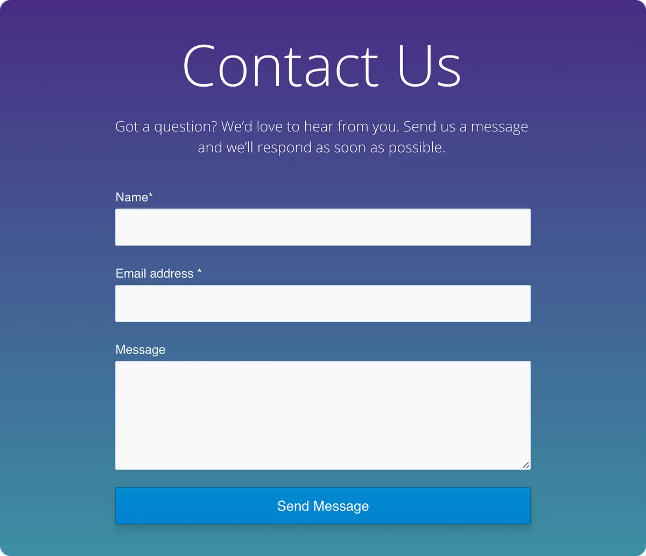 Contact Us
Got a question? We’d love to hear from you. Send us a message
and we’ll respond as soon as possible.
Name*
Email address *
Message
Send Message